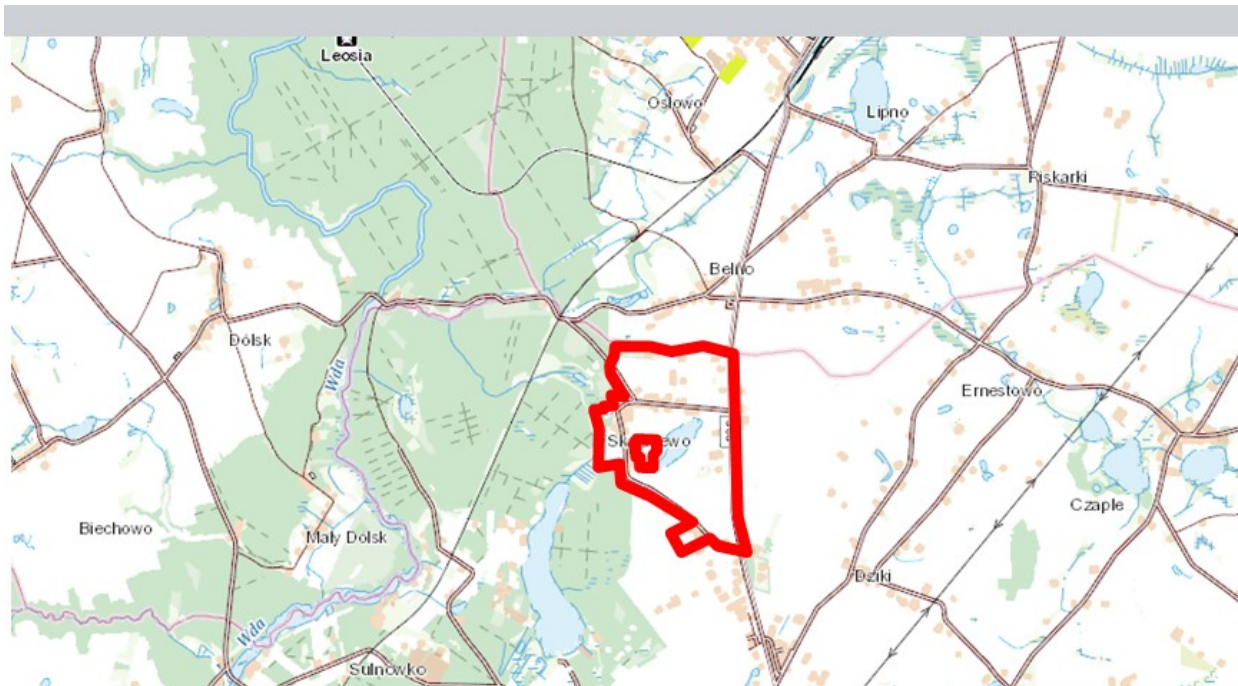 Leosia
Osłowo
Lipno
Piskarki
Belno
Dólsk
Wda
Ernestowo
Czaple
Biechowo
Mały Dólsk
Dziki
Wda
Sulnówko